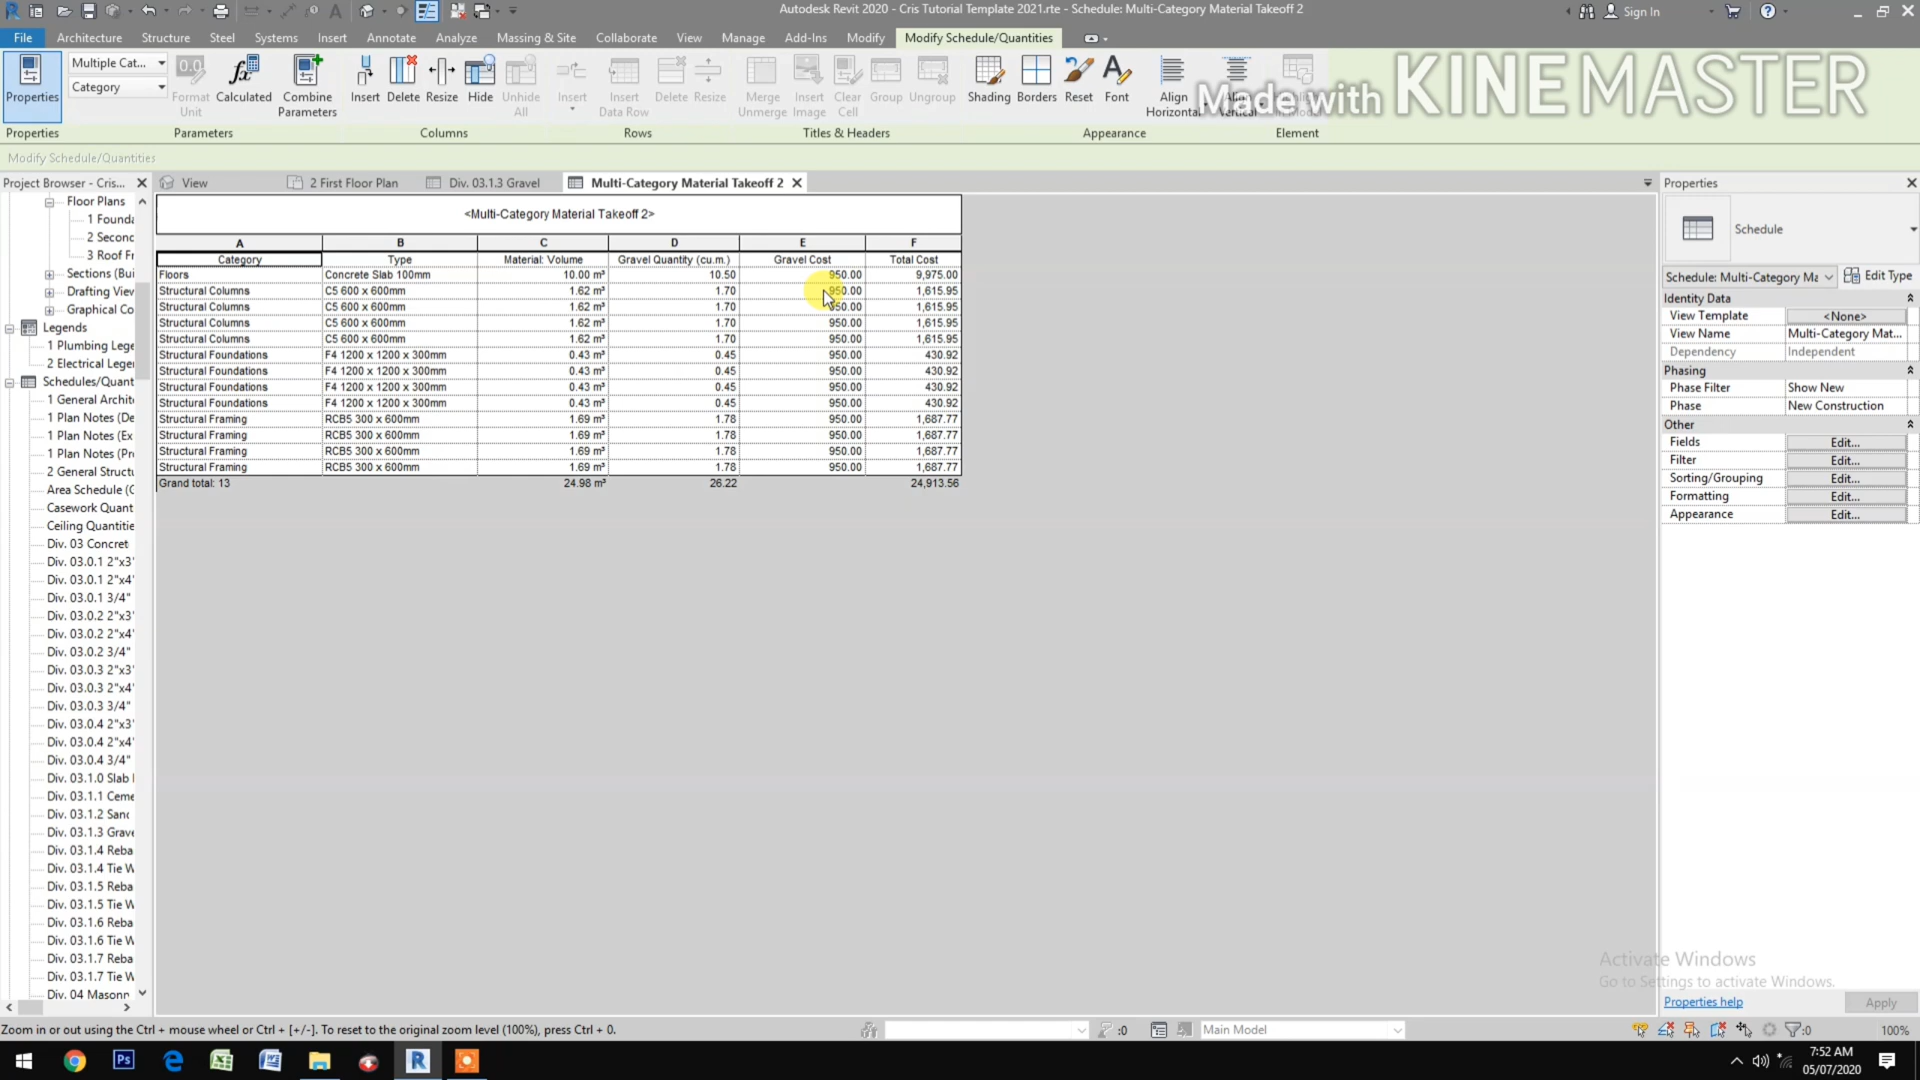 Autodesk Revit 2020 - Cris Tutorial Template 2021.rte - Schedule: Multi-Category Material Takeoff 2
Sign In
File Architecture Structure Steel Systems Insert Annotate Analyze Massing & Site Collaborate View Manage Add-Ins Modify Modify Schedule/Quantities
Multiple Cat...
Category
Properties
Format Unit
Calculated
Combine Parameters
Insert Delete Resize Hide Unhide All
Insert
Insert Data Row
Delete Resize
Merge Unmerge
Insert Image
Clear Cell
Group Ungroup
Shading Borders Reset Font
Align Horizontal
Align Vertical
Made with KINEMASTER
Properties Parameters Columns Rows Titles & Headers Appearance Element
Modify Schedule/Quantities
Project Browser - Cris...
View
2 First Floor Plan
Div. 03.1.3 Gravel
Multi-Category Material Takeoff 2
Properties
Floor Plans
1 Founda
2 Second
3 Roof Fr
Sections (Bui
Drafting View
Graphical Co
Legends
1 Plumbing Lege
2 Electrical Leger
Schedules/Quant
1 General Archit
1 Plan Notes (De
1 Plan Notes (Ex
1 Plan Notes (Pr
2 General Struct
Area Schedule (
Casework Quant
Ceiling Quantitie
Div. 03 Concret
Div. 03.0.1 2"x3"
Div. 03.0.1 2"x4"
Div. 03.0.1 3/4"
Div. 03.0.2 2"x3"
Div. 03.0.2 2"x4"
Div. 03.0.2 3/4"
Div. 03.0.3 2"x3"
Div. 03.0.3 2"x4"
Div. 03.0.3 3/4"
Div. 03.0.4 2"x3"
Div. 03.0.4 2"x4"
Div. 03.0.4 3/4"
Div. 03.1.0 Slab
Div. 03.1.1 Ceme
Div. 03.1.2 Sand
Div. 03.1.3 Grave
Div. 03.1.4 Reba
Div. 03.1.4 Tie W
Div. 03.1.5 Reba
Div. 03.1.5 Tie W
Div. 03.1.6 Reba
Div. 03.1.6 Tie W
Div. 03.1.7 Reba
Div. 03.1.7 Tie W
Div. 04 Masonr
<Multi-Category Material Takeoff 2>
A B C D E F
Category Type Material: Volume Gravel Quantity (cu.m.) Gravel Cost Total Cost
Floors Concrete Slab 100mm 10.00 m³ 10.50 950.00 9,975.00
Structural Columns C5 600 x 600mm 1.62 m³ 1.70 950.00 1,615.95
Structural Columns C5 600 x 600mm 1.62 m³ 1.70 950.00 1,615.95
Structural Columns C5 600 x 600mm 1.62 m³ 1.70 950.00 1,615.95
Structural Columns C5 600 x 600mm 1.62 m³ 1.70 950.00 1,615.95
Structural Foundations F4 1200 x 1200 x 300mm 0.43 m³ 0.45 950.00 430.92
Structural Foundations F4 1200 x 1200 x 300mm 0.43 m³ 0.45 950.00 430.92
Structural Foundations F4 1200 x 1200 x 300mm 0.43 m³ 0.45 950.00 430.92
Structural Foundations F4 1200 x 1200 x 300mm 0.43 m³ 0.45 950.00 430.92
Structural Framing RCB5 300 x 600mm 1.69 m³ 1.78 950.00 1,687.77
Structural Framing RCB5 300 x 600mm 1.69 m³ 1.78 950.00 1,687.77
Structural Framing RCB5 300 x 600mm 1.69 m³ 1.78 950.00 1,687.77
Structural Framing RCB5 300 x 600mm 1.69 m³ 1.78 950.00 1,687.77
Grand total: 13 24.98 m³ 26.22 24,913.56
Schedule
Schedule: Multi-Category Ma
Edit Type
Identity Data
View Template <None>
View Name Multi-Category Mat...
Dependency Independent
Phasing
Phase Filter Show New
Phase New Construction
Other
Fields Edit...
Filter Edit...
Sorting/Grouping Edit...
Formatting Edit...
Appearance Edit...
Activate Windows
Go to Settings to activate Windows.
Properties help
Apply
Zoom in or out using the Ctrl + mouse wheel or Ctrl + [+/-]. To reset to the original zoom level (100%), press Ctrl + 0.
:0
Main Model
:0
100%
7:52 AM
05/07/2020